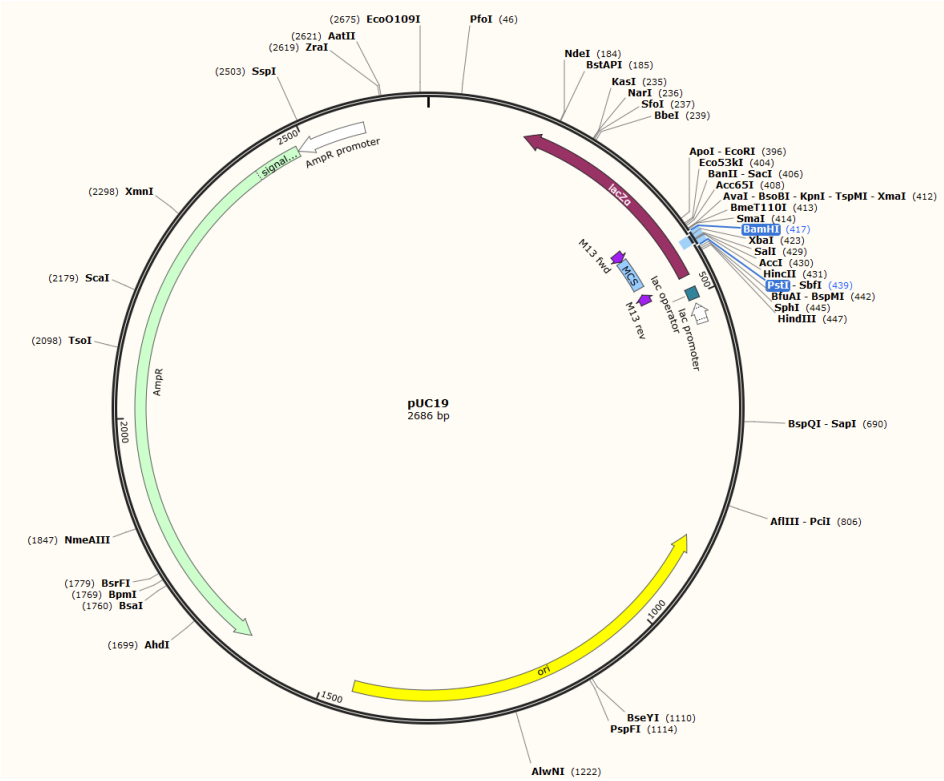 (2675) EcoO109I
PfoI (46)
(2621) AatII
(2619) ZraI
(2503) SspI
NdeI (184)
BstAPI (185)
KasI (235)
NarI (236)
SfoI (237)
BbeI (239)
2500
AmpR promoter
signal...
lacZα
ApoI - EcoRI (396)
Eco53kI (404)
BanII - SacI (406)
Acc65I (408)
AvaI - BsoBI - KpnI - TspMI - XmaI (412)
BmeT110I (413)
SmaI (414)
BamHI (417)
XbaI (423)
SalI (429)
AccI (430)
HincII (431)
PstI - SbfI (439)
BfuAI - BspMI (442)
SphI (445)
HindIII (447)
(2298) XmnI
(2179) ScaI
(2098) TsoI
M13 fwd
MCS
M13 rev
lac operator
lac promoter
500
AmpR
pUC19
2686 bp
2000
BspQI - SapI (690)
AflIII - PciI (806)
(1847) NmeAIII
(1779) BsrFI
(1769) BpmI
(1760) BsaI
(1699) AhdI
1000
ori
1500
BseYI (1110)
PspFI (1114)
AlwNI (1222)